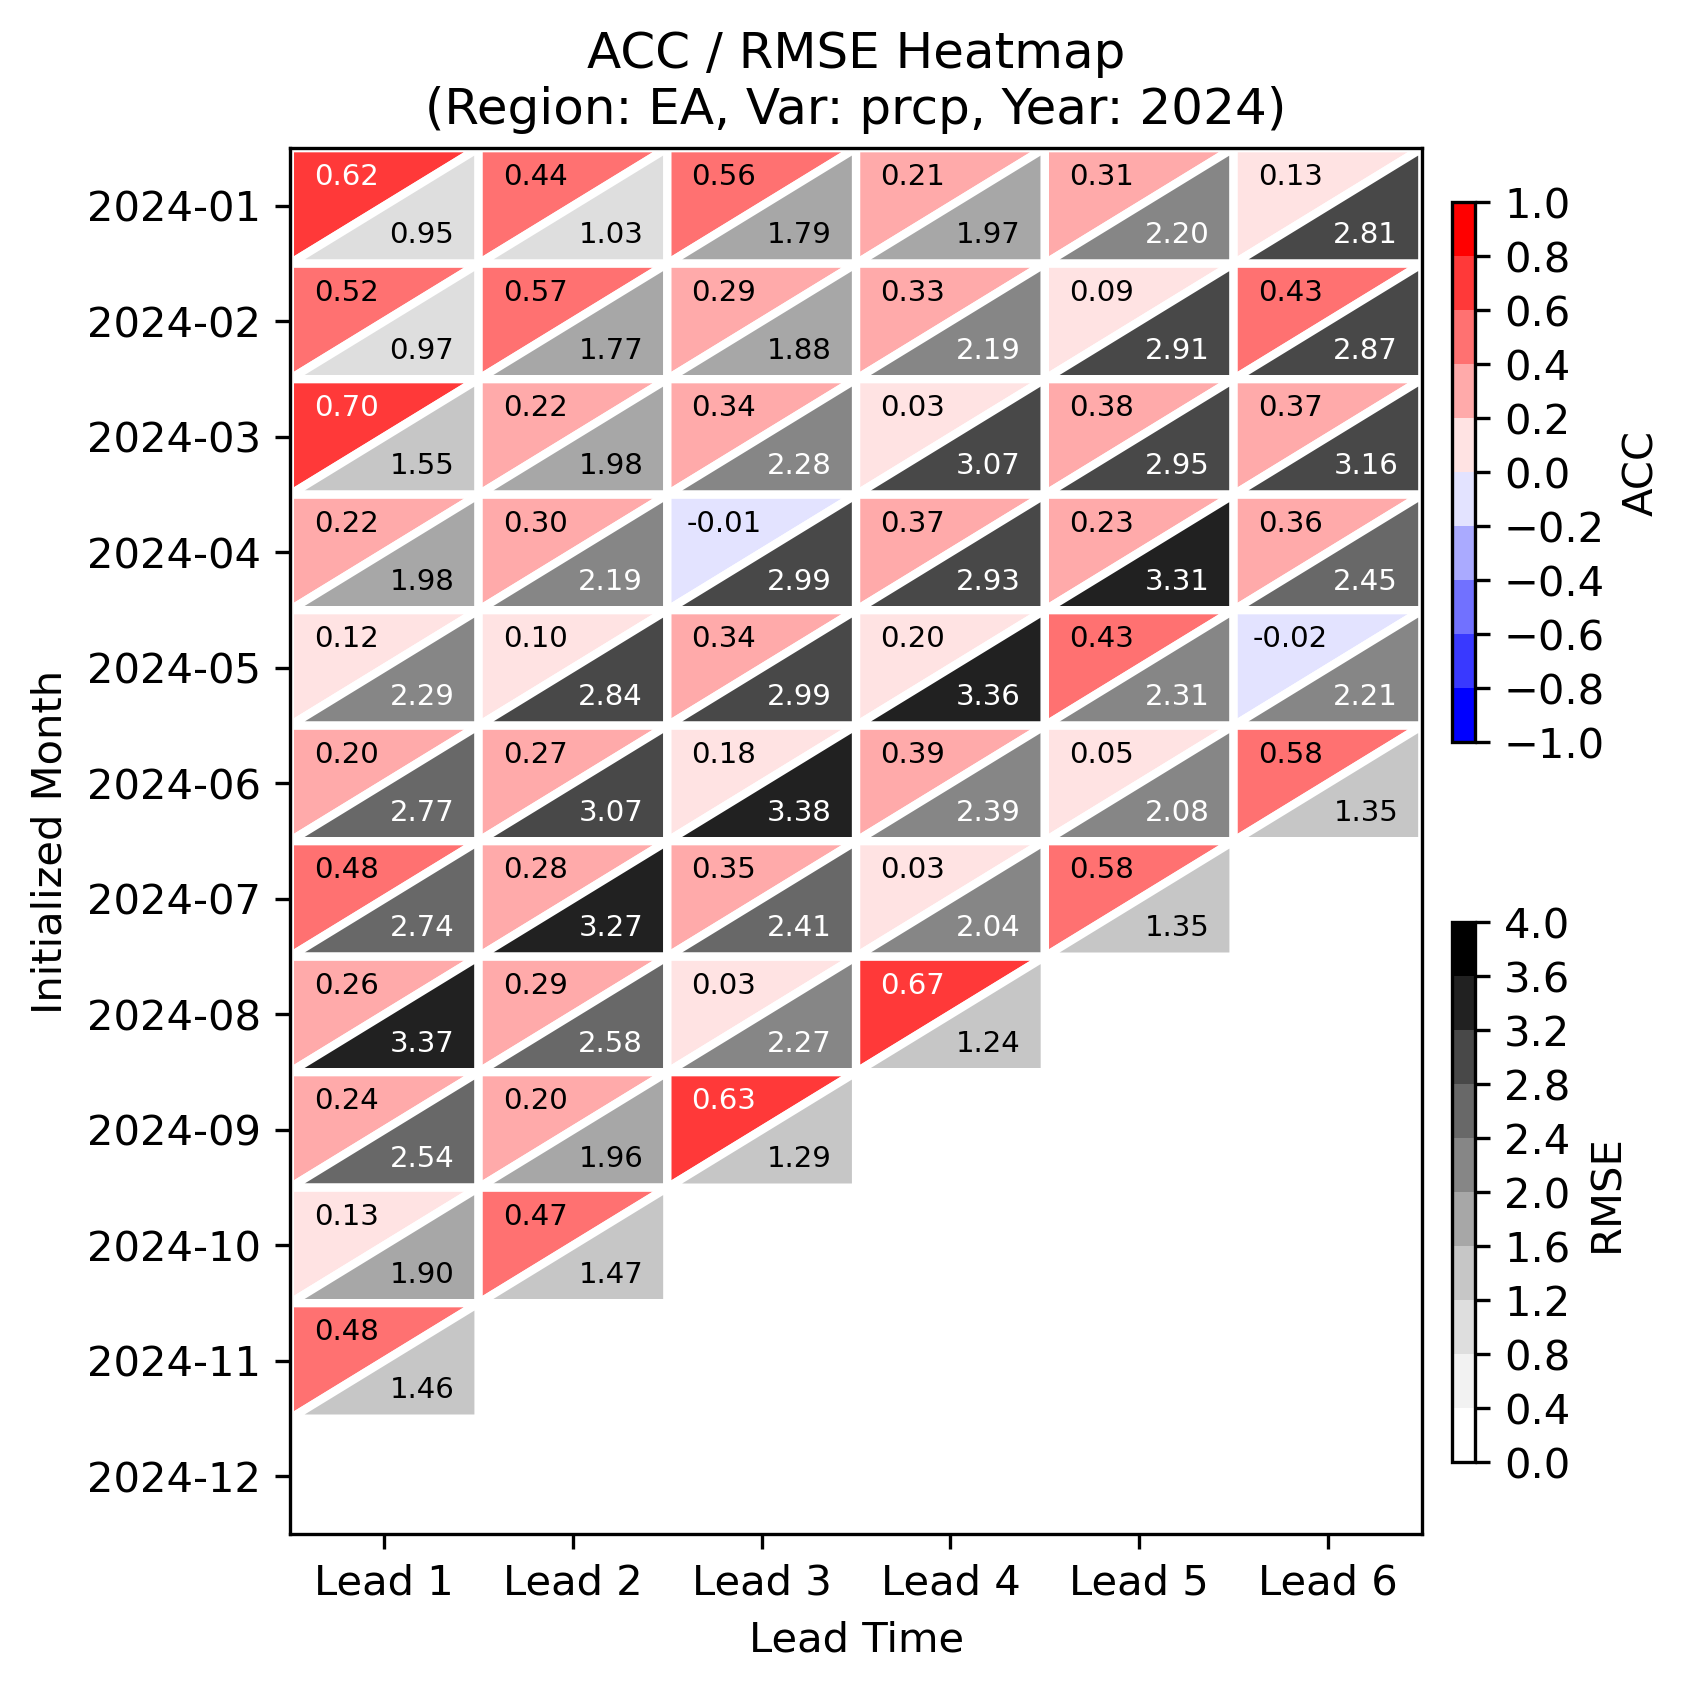 ACC / RMSE Heatmap
(Region: EA, Var: prcp, Year: 2024)
Initialized Month
2024-01
0.62 0.44 0.56 0.21 0.31 0.13
0.95 1.03 1.79 1.97 2.20 2.81
2024-02
0.52 0.57 0.29 0.33 0.09 0.43
0.97 1.77 1.88 2.19 2.91 2.87
2024-03
0.70 0.22 0.34 0.03 0.38 0.37
1.55 1.98 2.28 3.07 2.95 3.16
2024-04
0.22 0.30 -0.01 0.37 0.23 0.36
1.98 2.19 2.99 2.93 3.31 2.45
2024-05
0.12 0.10 0.34 0.20 0.43 -0.02
2.29 2.84 2.99 3.36 2.31 2.21
2024-06
0.20 0.27 0.18 0.39 0.05 0.58
2.77 3.07 3.38 2.39 2.08 1.35
2024-07
0.48 0.28 0.35 0.03 0.58
2.74 3.27 2.41 2.04 1.35
2024-08
0.26 0.29 0.03 0.67
3.37 2.58 2.27 1.24
2024-09
0.24 0.20 0.63
2.54 1.96 1.29
2024-10
0.13 0.47
1.90 1.47
2024-11
0.48
1.46
2024-12
Lead 1 Lead 2 Lead 3 Lead 4 Lead 5 Lead 6
Lead Time
1.0
0.8
0.6
0.4
0.2
0.0
−0.2
−0.4
−0.6
−0.8
−1.0
ACC
4.0
3.6
3.2
2.8
2.4
2.0
1.6
1.2
0.8
0.4
0.0
RMSE